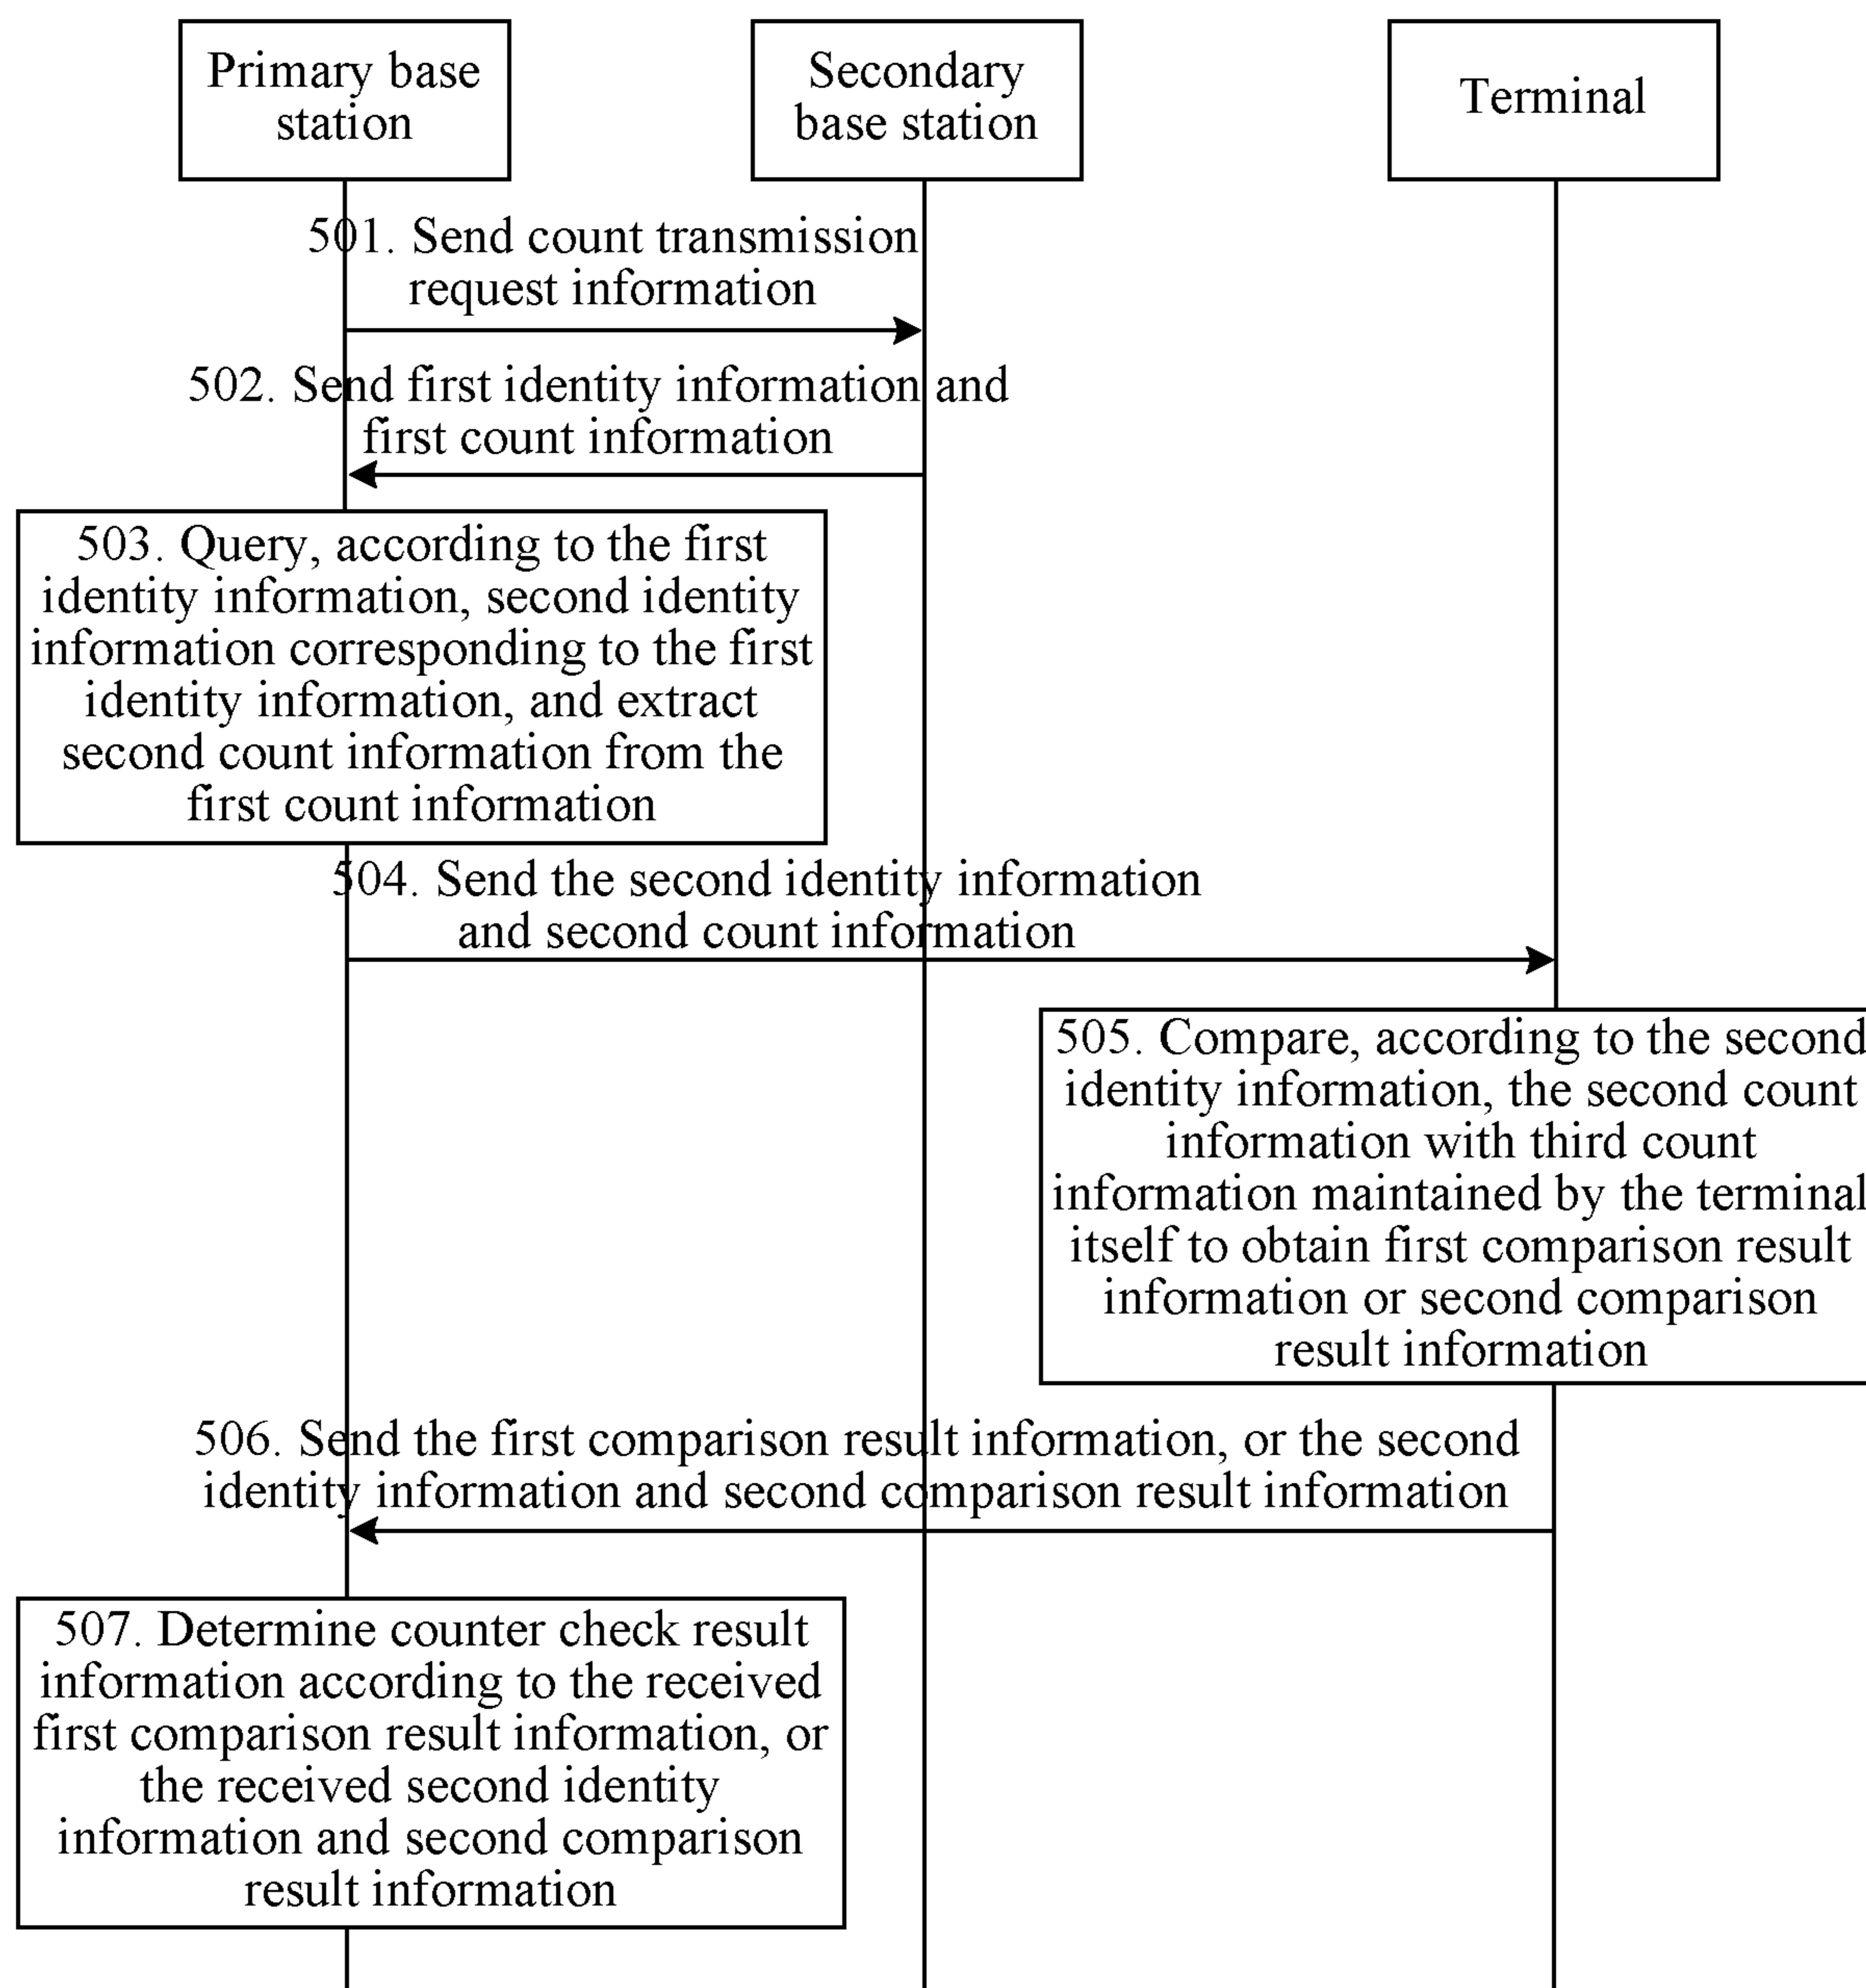 Primary base
station
Secondary
base station
Terminal
501. Send count transmission
request information
502. Send first identity information and
first count information
503. Query, according to the first
identity information, second identity
information corresponding to the first
identity information, and extract
second count information from the
first count information
504. Send the second identity information
and second count information
505. Compare, according to the second
identity information, the second count
information with third count
information maintained by the terminal
itself to obtain first comparison result
information or second comparison
result information
506. Send the first comparison result information, or the second
identity information and second comparison result information
507. Determine counter check result
information according to the received
first comparison result information, or
the received second identity
information and second comparison
result information